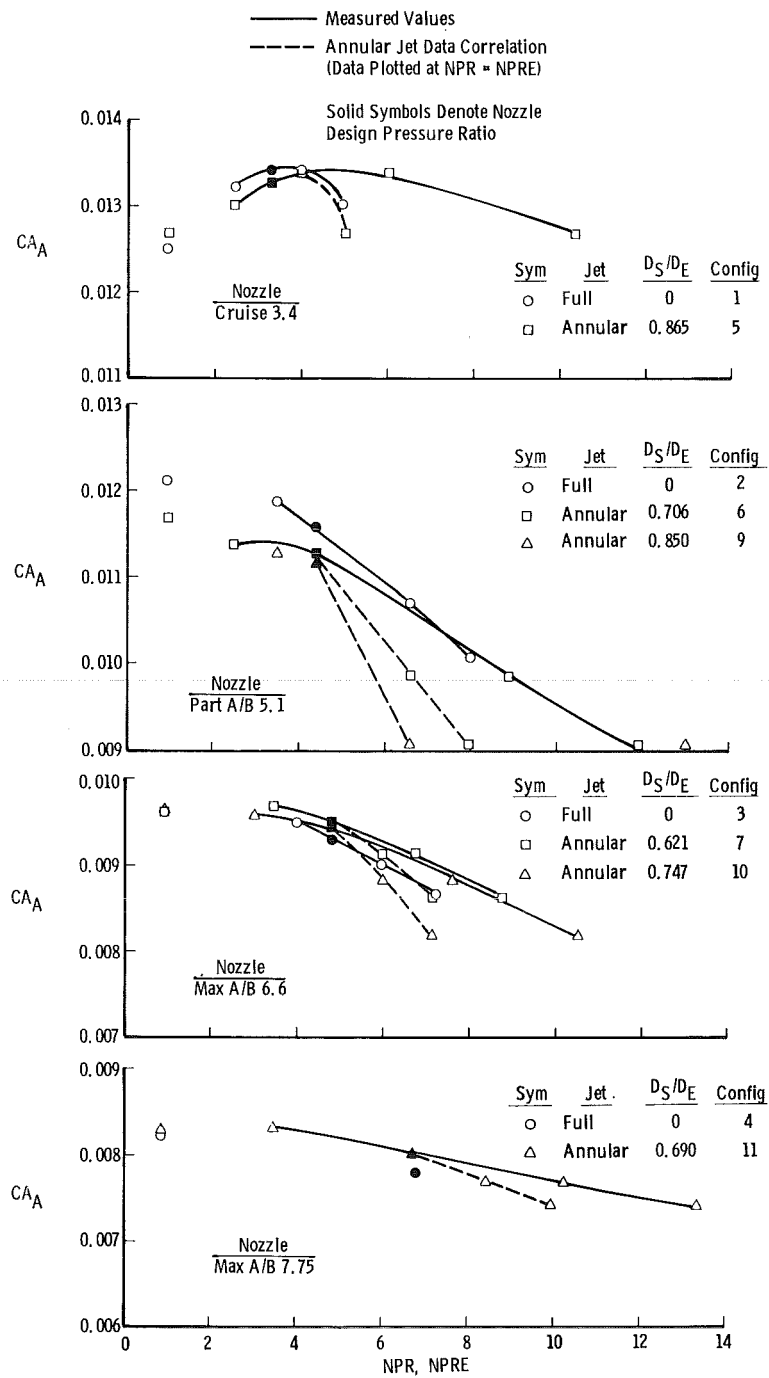 Measured Values
Annular Jet Data Correlation
(Data Plotted at NPR = NPRE)
Solid Symbols Denote Nozzle
Design Pressure Ratio
0.014
0.013
CA_A
0.012
0.011
Nozzle
Cruise 3.4
Sym Jet D_S/D_E Config
Full 0 1
Annular 0.865 5
0.013
0.012
CA_A
0.011
0.010
0.009
Nozzle
Part A/B 5.1
Sym Jet D_S/D_E Config
Full 0 2
Annular 0.706 6
Annular 0.850 9
0.010
0.009
CA_A
0.008
0.007
Nozzle
Max A/B 6.6
Sym Jet D_S/D_E Config
Full 0 3
Annular 0.621 7
Annular 0.747 10
0.009
0.008
CA_A
0.007
0.006
Nozzle
Max A/B 7.75
Sym Jet D_S/D_E Config
Full 0 4
Annular 0.690 11
0 2 4 6 8 10 12 14
NPR, NPRE